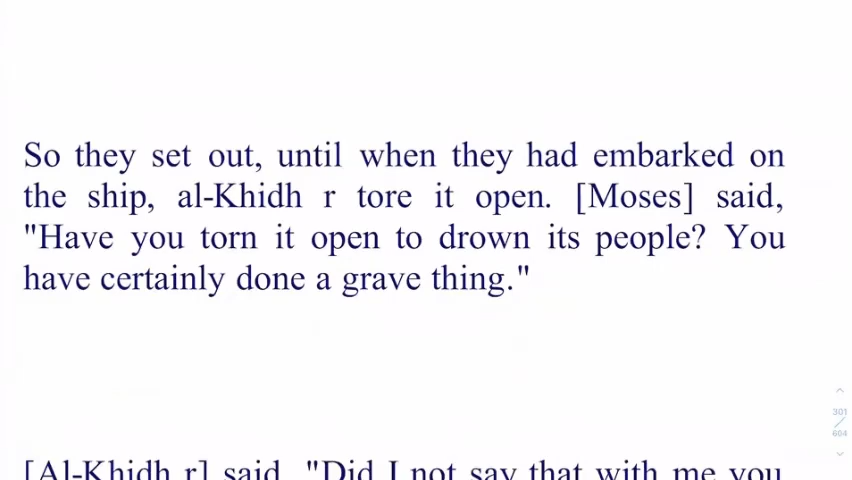 So they set out, until when they had embarked on
the ship, al-Khidh r tore it open. [Moses] said,
"Have you torn it open to drown its people? You
have certainly done a grave thing."
[Al-Khidh r] said, "Did I not say that with me you
301
/
604